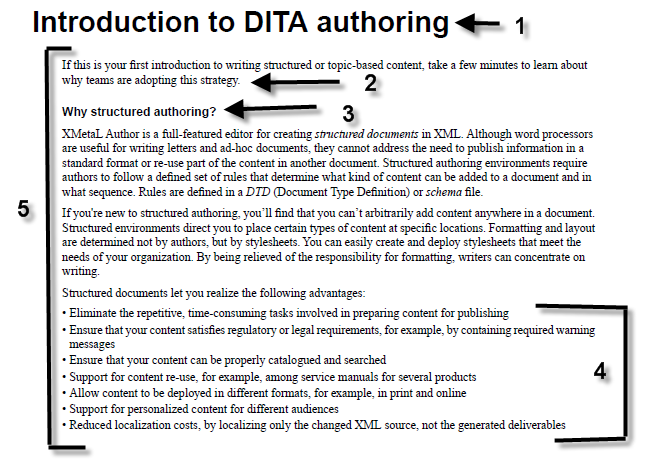 Introduction to DITA authoring
1
If this is your first introduction to writing structured or topic-based content, take a few minutes to learn about
why teams are adopting this strategy.
2
Why structured authoring?
3
XMetaL Author is a full-featured editor for creating structured documents in XML. Although word processors
are useful for writing letters and ad-hoc documents, they cannot address the need to publish information in a
standard format or re-use part of the content in another document. Structured authoring environments require
authors to follow a defined set of rules that determine what kind of content can be added to a document and in
what sequence. Rules are defined in a DTD (Document Type Definition) or schema file.
5
If you're new to structured authoring, you’ll find that you can’t arbitrarily add content anywhere in a document.
Structured environments direct you to place certain types of content at specific locations. Formatting and layout
are determined not by authors, but by stylesheets. You can easily create and deploy stylesheets that meet the
needs of your organization. By being relieved of the responsibility for formatting, writers can concentrate on
writing.
Structured documents let you realize the following advantages:
• Eliminate the repetitive, time-consuming tasks involved in preparing content for publishing
• Ensure that your content satisfies regulatory or legal requirements, for example, by containing required warning
messages
• Ensure that your content can be properly catalogued and searched
4
• Support for content re-use, for example, among service manuals for several products
• Allow content to be deployed in different formats, for example, in print and online
• Support for personalized content for different audiences
• Reduced localization costs, by localizing only the changed XML source, not the generated deliverables